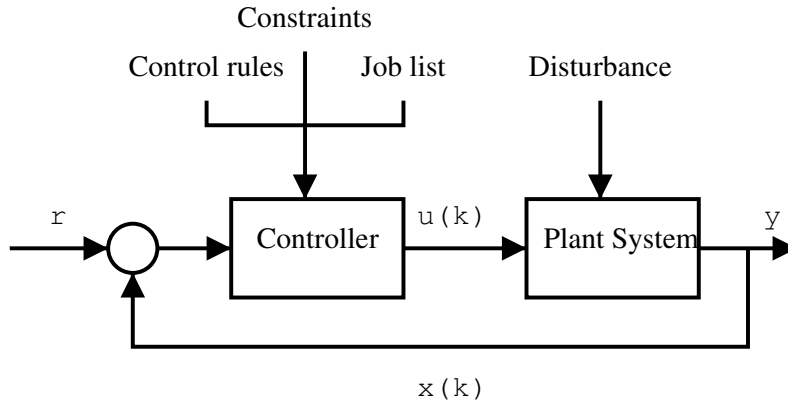 Constraints
Control rules
Job list
Disturbance
r
Controller
u(k)
Plant System
y
x(k)